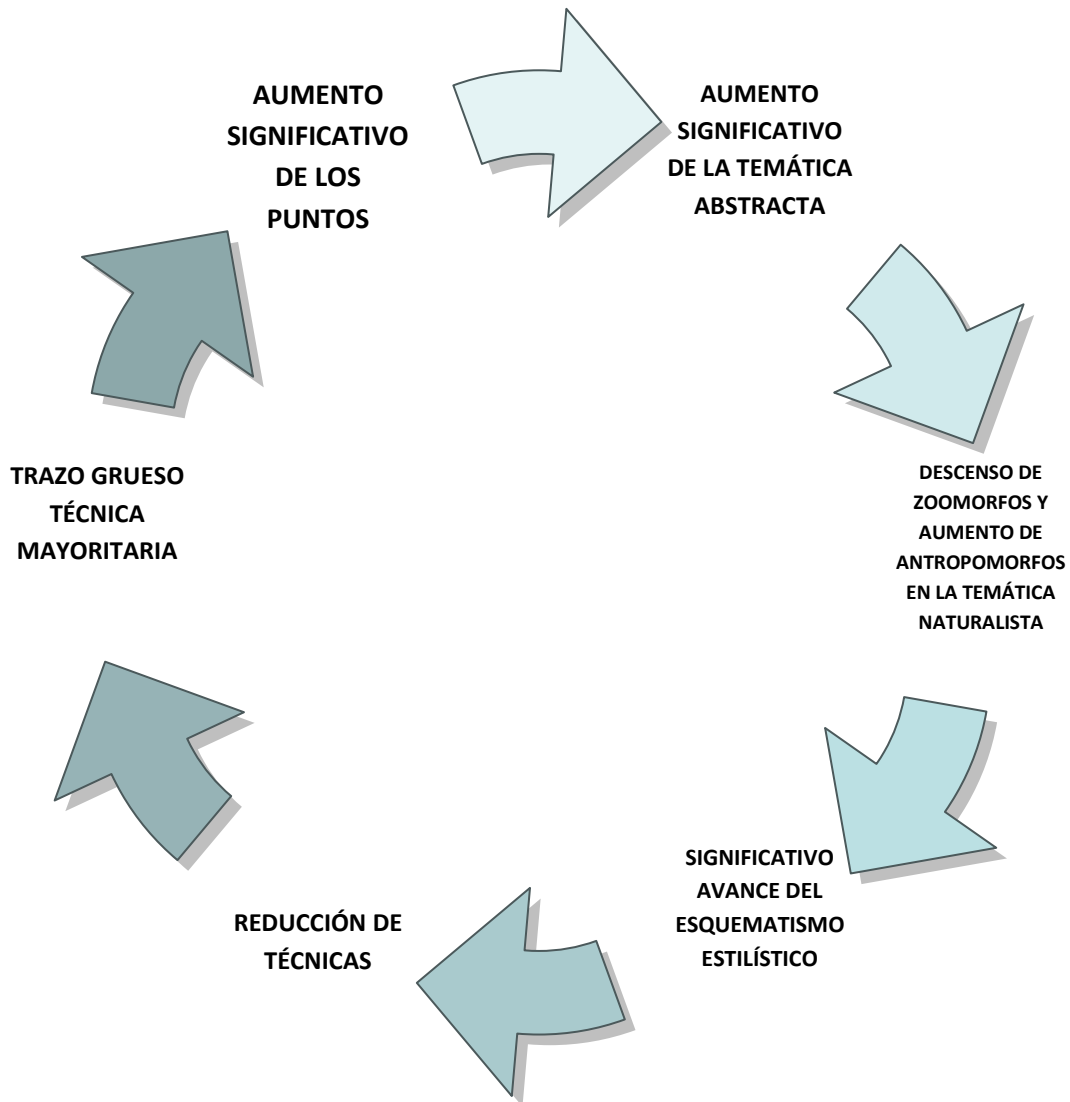 AUMENTO
SIGNIFICATIVO
DE LOS
PUNTOS
AUMENTO
SIGNIFICATIVO
DE LA TEMÁTICA
ABSTRACTA
DESCENSO DE
ZOOMORFOS Y
AUMENTO DE
ANTROPOMORFOS
EN LA TEMÁTICA
NATURALISTA
SIGNIFICATIVO
AVANCE DEL
ESQUEMATISMO
ESTILÍSTICO
REDUCCIÓN DE
TÉCNICAS
TRAZO GRUESO
TÉCNICA
MAYORITARIA